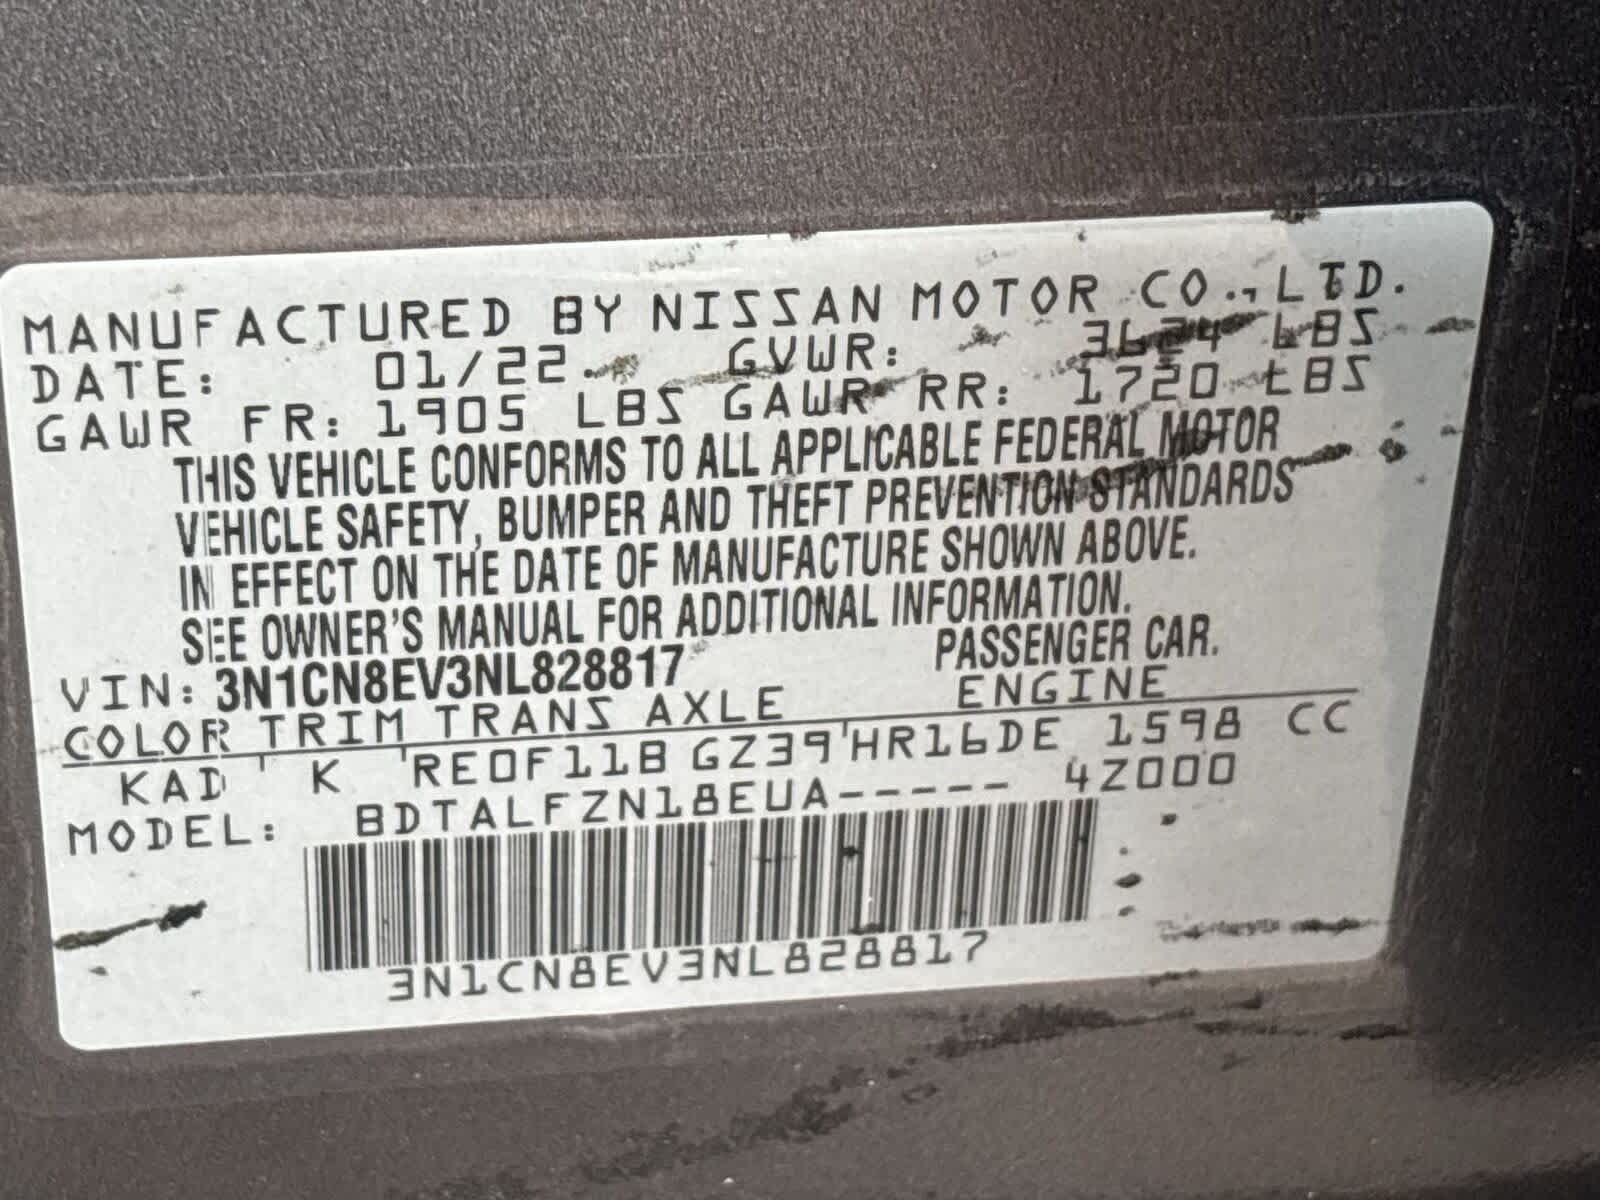 MANUFACTURED BY NISSAN MOTOR CO., LTD.
DATE: 01/22. GVWR: 3624 LBS
GAWR FR: 1905 LBS GAWR RR: 1720 LBS
THIS VEHICLE CONFORMS TO ALL APPLICABLE FEDERAL MOTOR
VEHICLE SAFETY, BUMPER AND THEFT PREVENTION STANDARDS
IN EFFECT ON THE DATE OF MANUFACTURE SHOWN ABOVE.
SEE OWNER'S MANUAL FOR ADDITIONAL INFORMATION.
VIN: 3N1CN8EV3NL828817 PASSENGER CAR.
COLOR TRIM TRANS AXLE ENGINE
KAD K RE0F11B GZ39 HR16DE 1598 CC
MODEL: BDTALFZN18EUA----- 4Z000
3N1CN8EV3NL828817